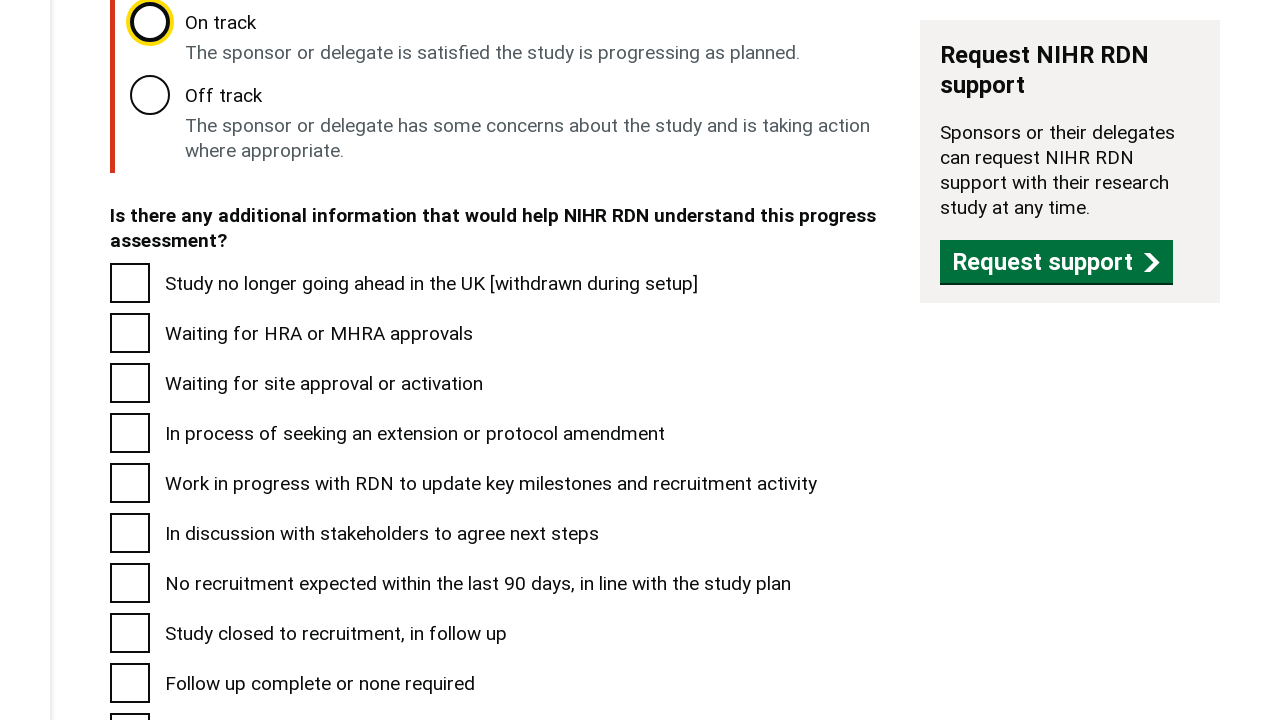 On track
The sponsor or delegate is satisfied the study is progressing as planned.
Off track
The sponsor or delegate has some concerns about the study and is taking action
where appropriate.
Is there any additional information that would help NIHR RDN understand this progress
assessment?
Study no longer going ahead in the UK [withdrawn during setup]
Waiting for HRA or MHRA approvals
Waiting for site approval or activation
In process of seeking an extension or protocol amendment
Work in progress with RDN to update key milestones and recruitment activity
In discussion with stakeholders to agree next steps
No recruitment expected within the last 90 days, in line with the study plan
Study closed to recruitment, in follow up
Follow up complete or none required
Request NIHR RDN
support
Sponsors or their delegates
can request NIHR RDN
support with their research
study at any time.
Request support